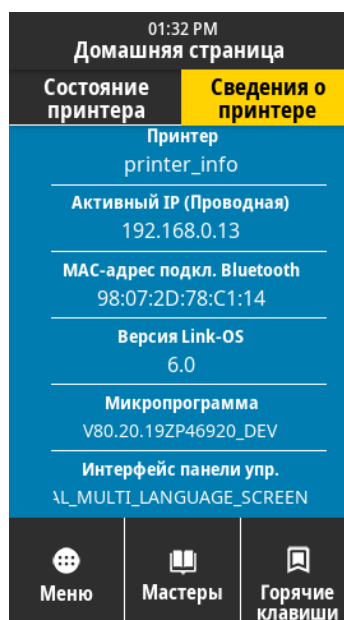 01:32 PM
Домашняя страница
Состояние
принтера
Сведения о
принтере
Принтер
printer_info
Активный IP (Проводная)
192.168.0.13
MAC-адрес подкл. Bluetooth
98:07:2D:78:C1:14
Версия Link-OS
6.0
Микропрограмма
V80.20.19ZP46920_DEV
Интерфейс панели упр.
AL_MULTI_LANGUAGE_SCREEN
Меню
Мастеры
Горячие
клавиши